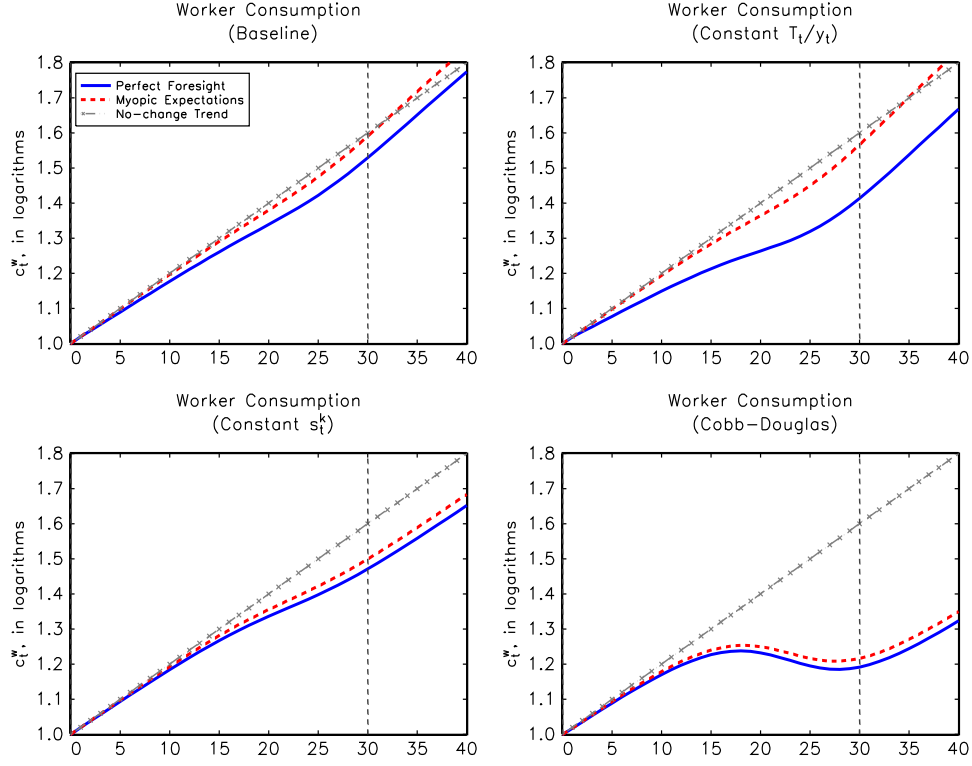 Worker Consumption
(Baseline)
1.8
1.7
1.6
1.5
1.4
1.3
1.2
1.1
1.0
c_t^w, in logarithms
Perfect Foresight
Myopic Expectations
No-change Trend
0 5 10 15 20 25 30 35 40
Worker Consumption
(Constant T_t/y_t)
1.8
1.7
1.6
1.5
1.4
1.3
1.2
1.1
1.0
c_t^w, in logarithms
0 5 10 15 20 25 30 35 40
Worker Consumption
(Constant s_t^k)
1.8
1.7
1.6
1.5
1.4
1.3
1.2
1.1
1.0
c_t^w, in logarithms
0 5 10 15 20 25 30 35 40
Worker Consumption
(Cobb-Douglas)
1.8
1.7
1.6
1.5
1.4
1.3
1.2
1.1
1.0
c_t^w, in logarithms
0 5 10 15 20 25 30 35 40